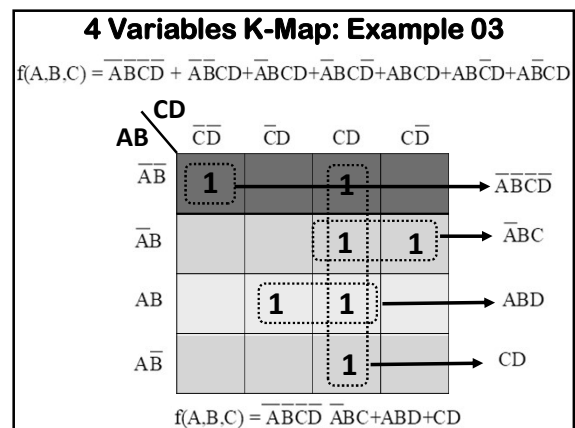 4 Variables K-Map: Example 03
f(A,B,C) = A̅B̅C̅D̅ + A̅B̅CD+A̅BCD+A̅BCD̅+ABCD+ABC̅D+AB̅CD
CD
AB C̅D̅ C̅D CD CD̅
A̅B̅ 1 1 A̅B̅C̅D̅
A̅B 1 1 A̅BC
AB 1 1 ABD
AB̅ 1 CD
f(A,B,C) = A̅B̅C̅D̅ A̅BC+ABD+CD